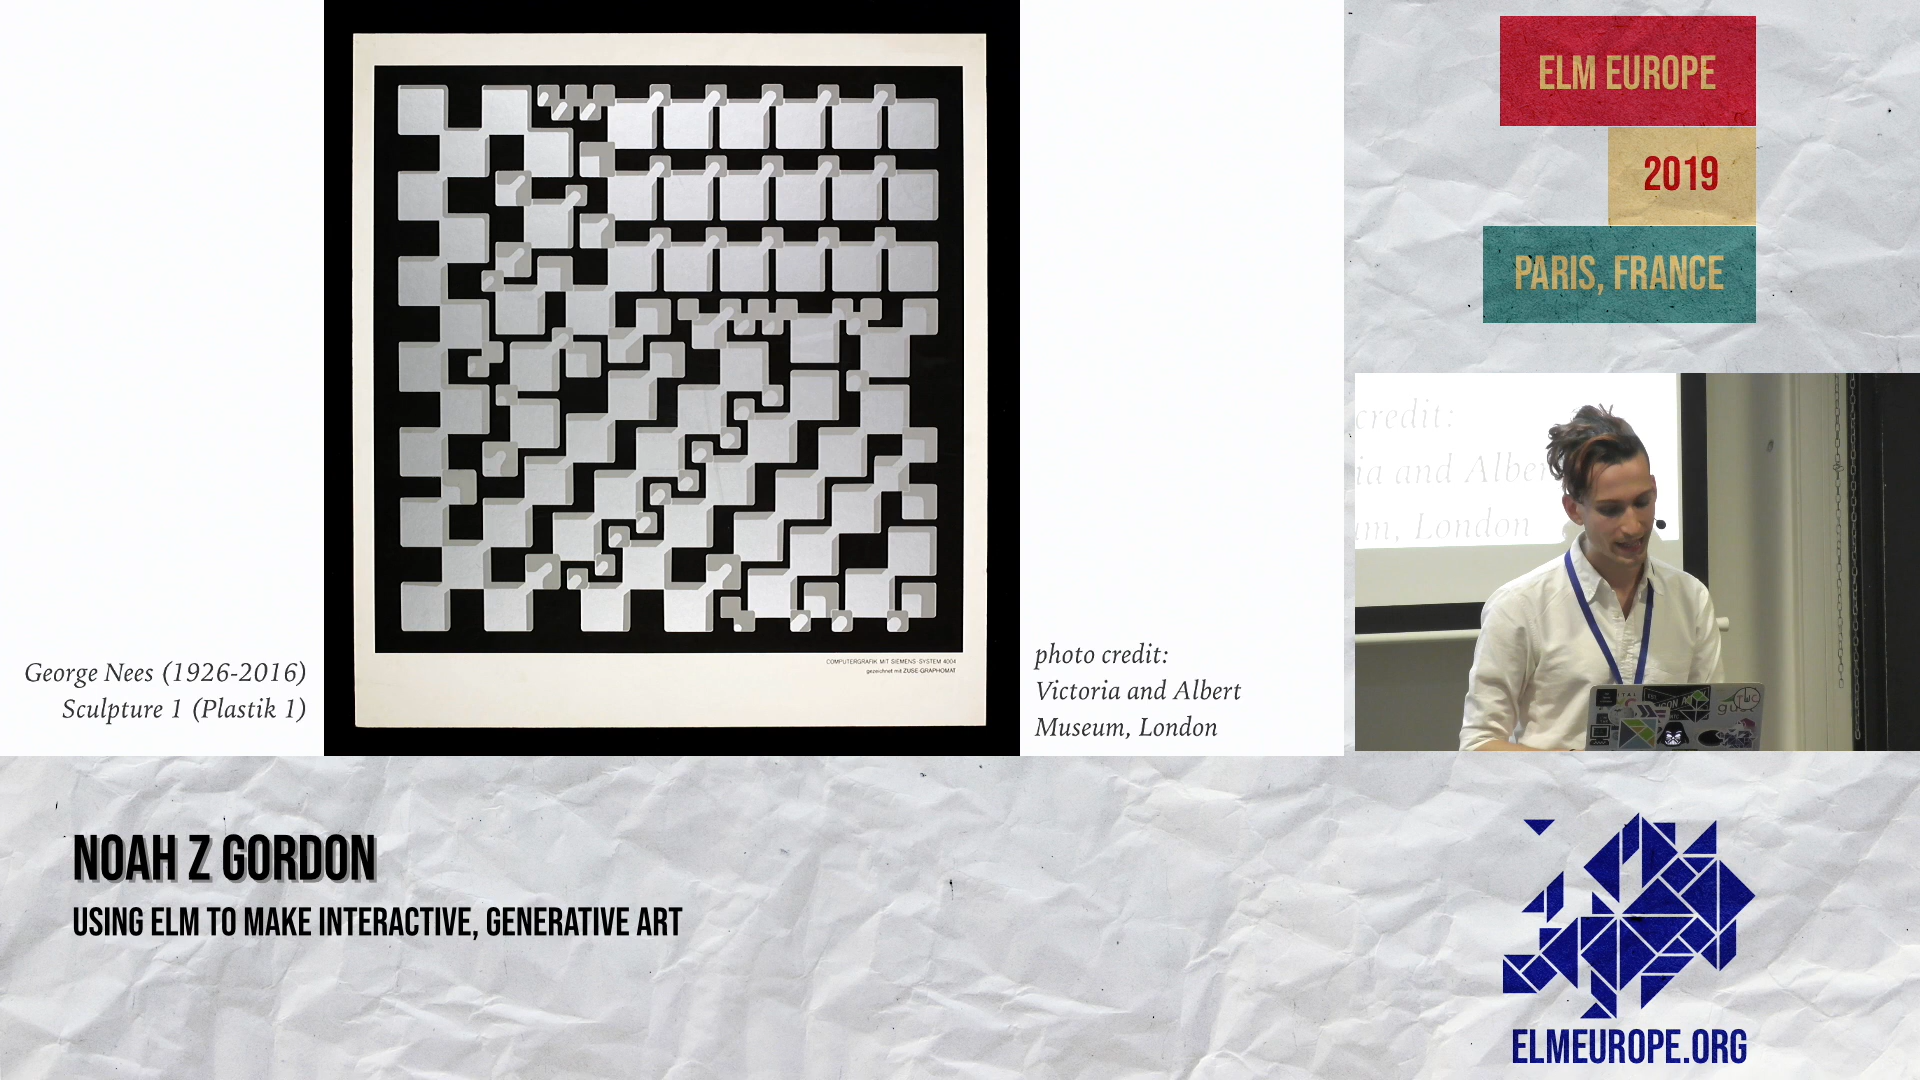 George Nees (1926-2016)
Sculpture 1 (Plastik 1)
COMPUTERGRAFIK MIT SIEMENS-SYSTEM 4004
gezeichnet mit ZUSE-GRAPHOMAT
photo credit:
Victoria and Albert
Museum, London
ELM EUROPE
2019
PARIS, FRANCE
credit:
ia and Alber
um, London
NOAH Z GORDON
USING ELM TO MAKE INTERACTIVE, GENERATIVE ART
ELMEUROPE.ORG